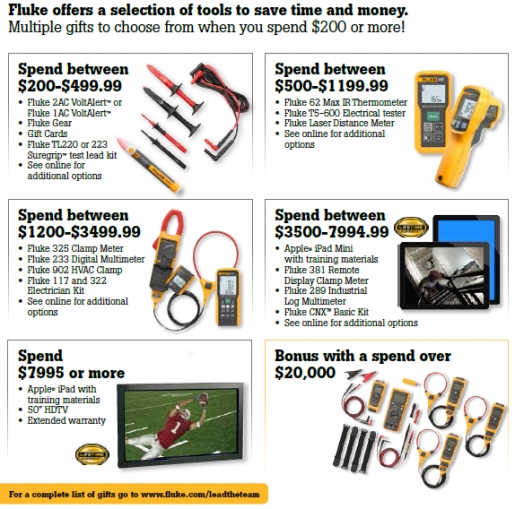 Fluke offers a selection of tools to save time and money.
Multiple gifts to choose from when you spend $200 or more!
Spend between
$200-$499.99
• Fluke 2AC VoltAlert™ or
Fluke 1AC VoltAlert™
• Fluke Gear
• Gift Cards
• Fluke TL220 or 223
Suregrip™ test lead kit
• See online for
additional options
Spend between
$500-$1199.99
• Fluke 62 Max IR Thermometer
• Fluke T5-600 Electrical tester
• Fluke Laser Distance Meter
• See online for additional
options
Spend between
$1200-$3499.99
• Fluke 325 Clamp Meter
• Fluke 233 Digital Multimeter
• Fluke 902 HVAC Clamp
• Fluke 117 and 322
Electrician Kit
• See online for additional
options
Spend between
$3500-7994.99
• Apple® iPad Mini
with training materials
• Fluke 381 Remote
Display Clamp Meter
• Fluke 289 Industrial
Log Multimeter
• Fluke CNX™ Basic Kit
• See online for additional options
Spend
$7995 or more
• Apple® iPad with
training materials
• 50" HDTV
• Extended warranty
1
Bonus with a spend over
$20,000
For a complete list of gifts go to www.fluke.com/leadtheteam